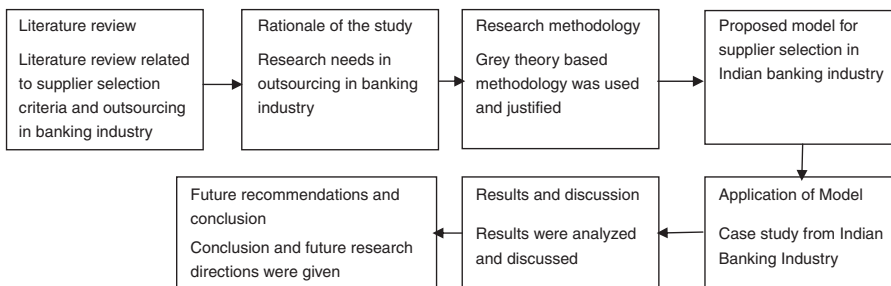 Literature review
Literature review related
to supplier selection
criteria and outsourcing
in banking industry
Rationale of the study
Research needs in
outsourcing in banking
industry
Research methodology
Grey theory based
methodology was used
and justified
Proposed model for
supplier selection in
Indian banking industry
Application of Model
Case study from Indian
Banking Industry
Results and discussion
Results were analyzed
and discussed
Future recommendations and
conclusion
Conclusion and future research
directions were given